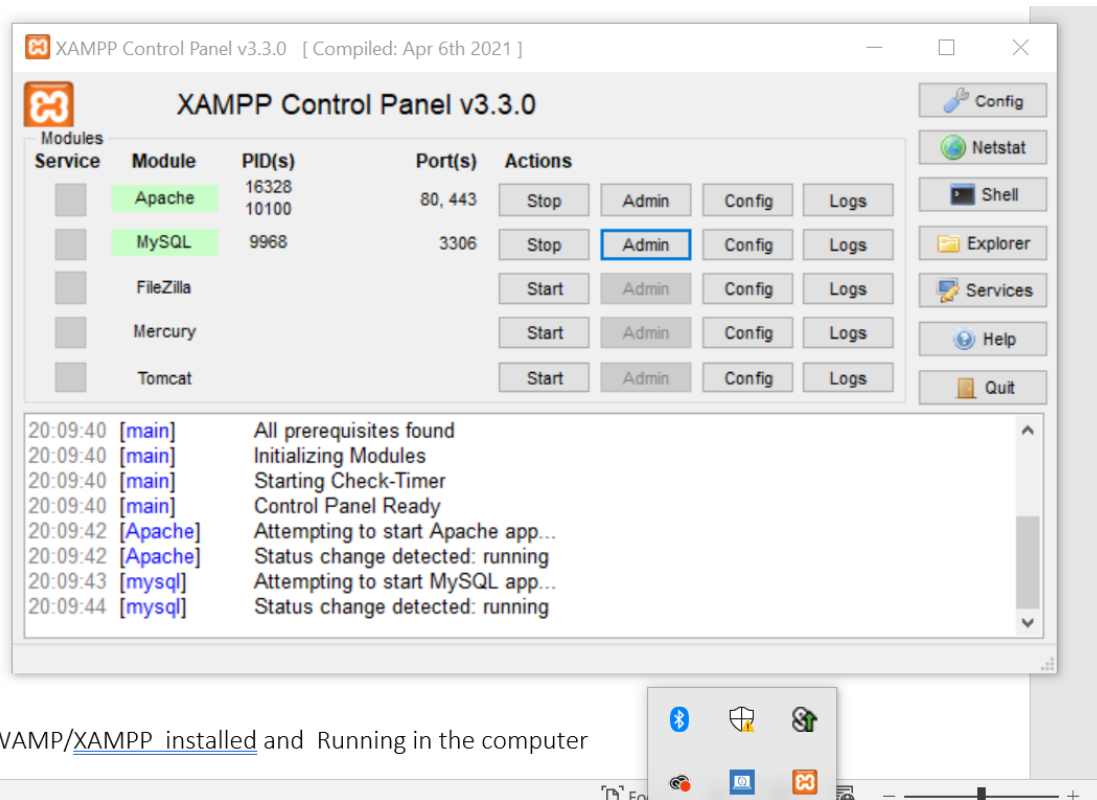 XAMPP Control Panel v3.3.0 [ Compiled: Apr 6th 2021 ]
XAMPP Control Panel v3.3.0
Config
Modules
Service Module PID(s) Port(s) Actions
Netstat
Apache 16328 10100 80, 443 Stop Admin Config Logs
Shell
MySQL 9968 3306 Stop Admin Config Logs
Explorer
FileZilla Start Admin Config Logs
Services
Mercury Start Admin Config Logs
Help
Tomcat Start Admin Config Logs
Quit
20:09:40 [main] All prerequisites found
20:09:40 [main] Initializing Modules
20:09:40 [main] Starting Check-Timer
20:09:40 [main] Control Panel Ready
20:09:42 [Apache] Attempting to start Apache app...
20:09:42 [Apache] Status change detected: running
20:09:43 [mysql] Attempting to start MySQL app...
20:09:44 [mysql] Status change detected: running
WAMP/XAMPP installed and Running in the computer